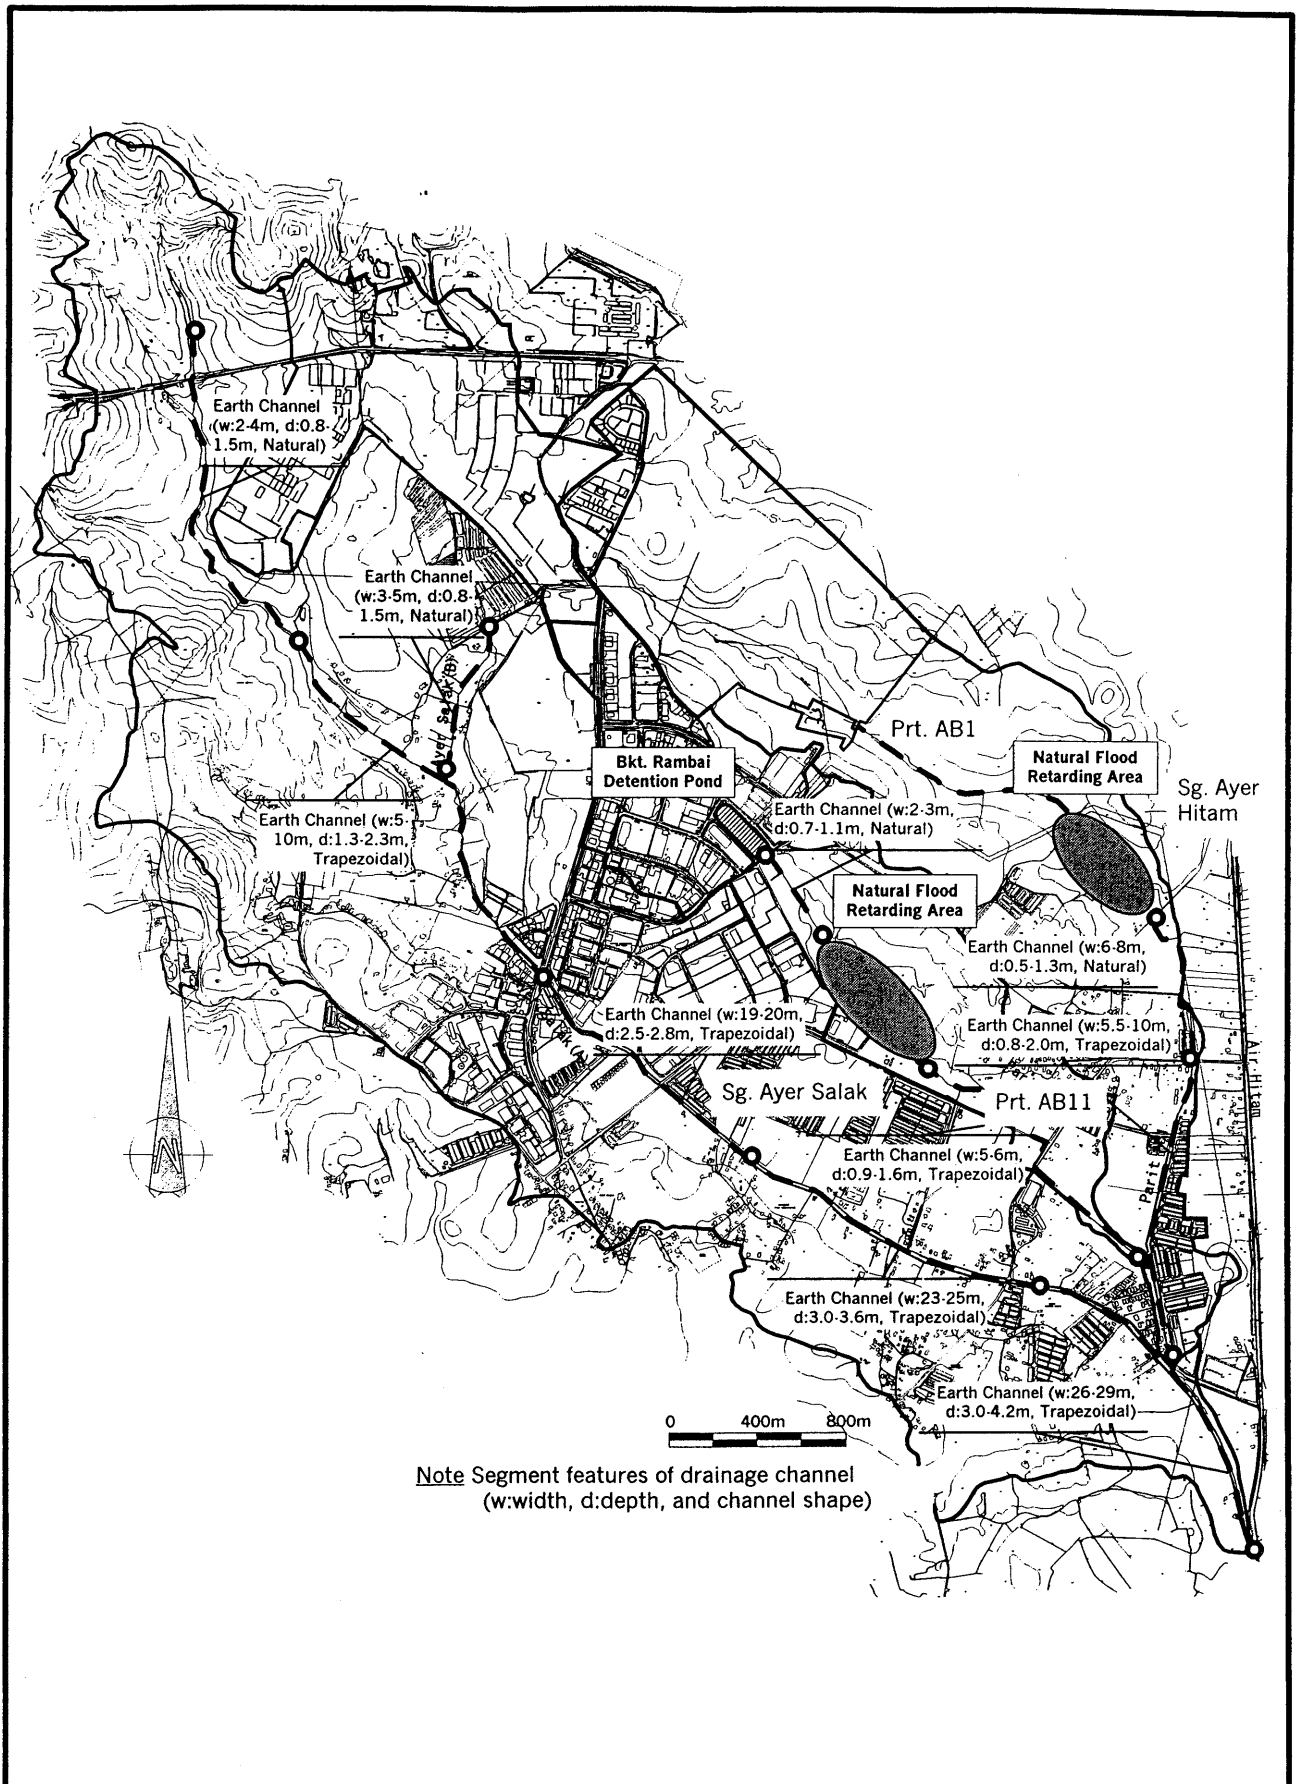 Earth Channel
(w:2-4m, d:0.8-
1.5m, Natural)
Earth Channel
(w:3-5m, d:0.8-
1.5m, Natural)
Ayer Salak (B)
Prt. AB1
Bkt. Rambai
Detention Pond
Natural Flood
Retarding Area
Sg. Ayer
Hitam
Earth Channel (w:5-
10m, d:1.3-2.3m,
Trapezoidal)
Earth Channel (w:2-3m,
d:0.7-1.1m, Natural)
Natural Flood
Retarding Area
Earth Channel (w:6-8m,
d:0.5-1.3m, Natural)
Earth Channel (w:19-20m,
d:2.5-2.8m, Trapezoidal)
Earth Channel (w:5.5-10m,
d:0.8-2.0m, Trapezoidal)
Air Hitam
Sg. Ayer Salak
Prt. AB11
N
Earth Channel (w:5-6m,
d:0.9-1.6m, Trapezoidal)
Parit
Earth Channel (w:23-25m,
d:3.0-3.6m, Trapezoidal)
Earth Channel (w:26-29m,
d:3.0-4.2m, Trapezoidal)
0 400m 800m
Note Segment features of drainage channel
(w:width, d:depth, and channel shape)